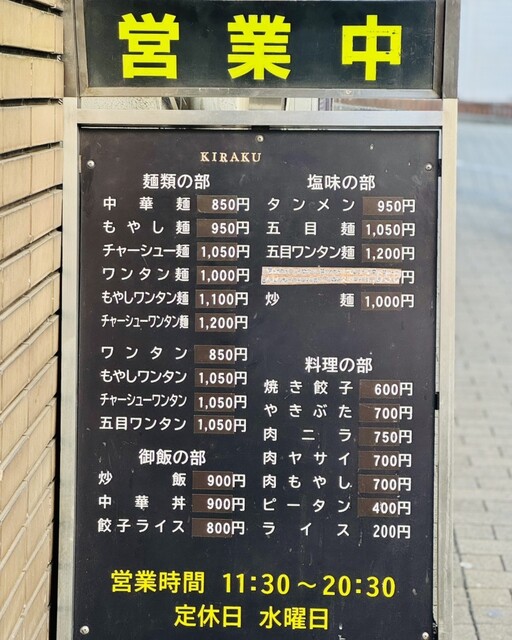 営業中
KIRAKU
麺類の部
中華麺 850円
もやし麺 950円
チャーシュー麺 1,050円
ワンタン麺 1,000円
もやしワンタン麺 1,100円
チャーシューワンタン麺 1,200円
ワンタン 850円
もやしワンタン 1,050円
チャーシューワンタン 1,050円
五目ワンタン 1,050円
御飯の部
炒飯 900円
中華丼 900円
餃子ライス 800円
塩味の部
タンメン 950円
五目麺 1,050円
五目ワンタン麺 1,200円
円
炒麺 1,000円
料理の部
焼き餃子 600円
やきぶた 700円
肉ニラ 750円
肉ヤサイ 700円
肉もやし 700円
ピータン 400円
ライス 200円
営業時間 11:30～20:30
定休日 水曜日